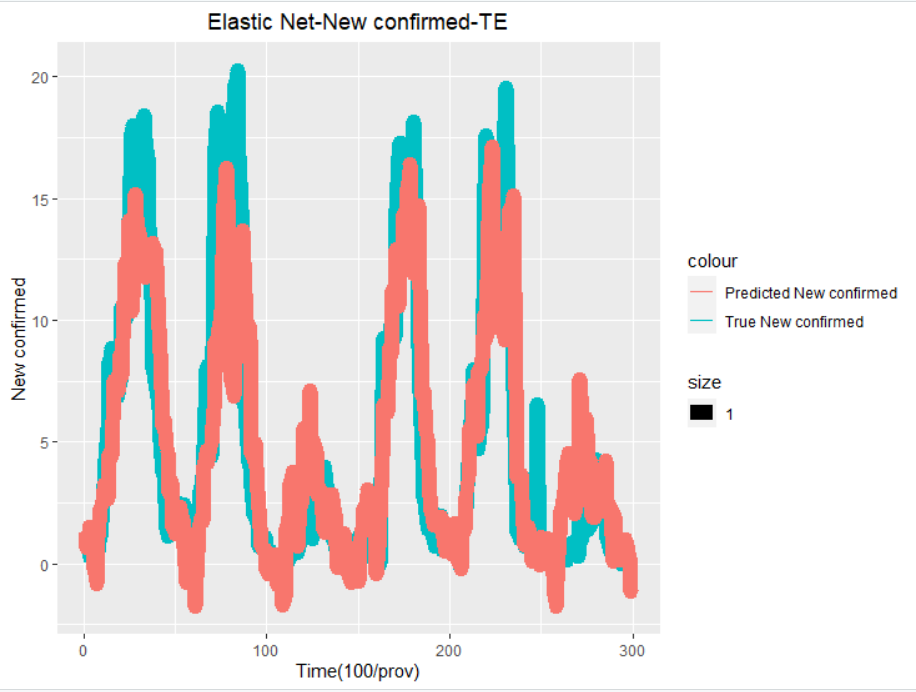 Elastic Net-New confirmed-TE
20
15
10
5
0
New confirmed
0 100 200 300
Time(100/prov)
colour
Predicted New confirmed
True New confirmed
size
1